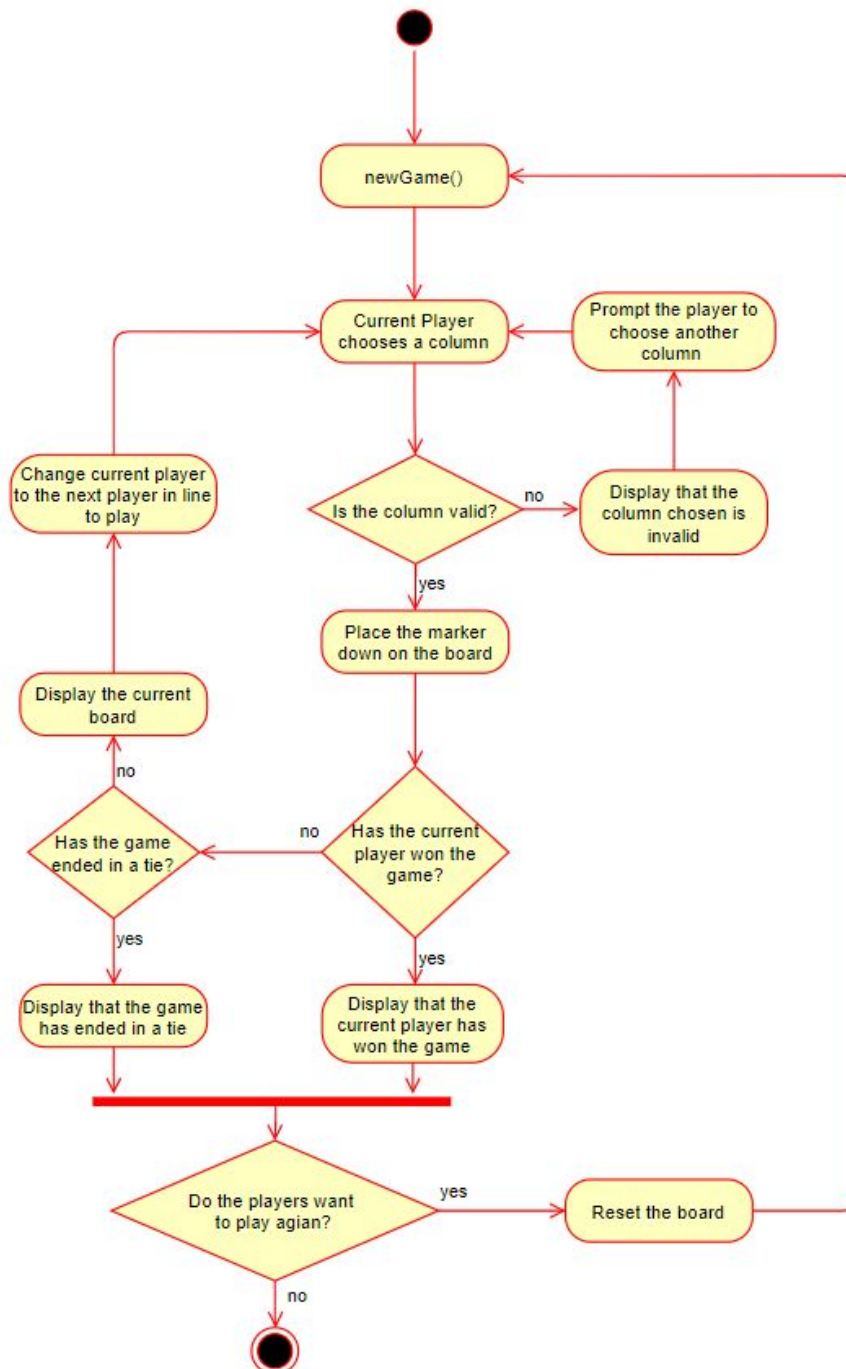 newGame()
Current Player
chooses a column
Prompt the player to
choose another
column
Change current player
to the next player in line
to play
Is the column valid?
no
Display that the
column chosen is
invalid
yes
Place the marker
down on the board
Display the current
board
no
Has the game
ended in a tie?
no
Has the current
player won the
game?
yes
yes
Display that the game
has ended in a tie
Display that the
current player has
won the game
Do the players want
to play agian?
yes
Reset the board
no